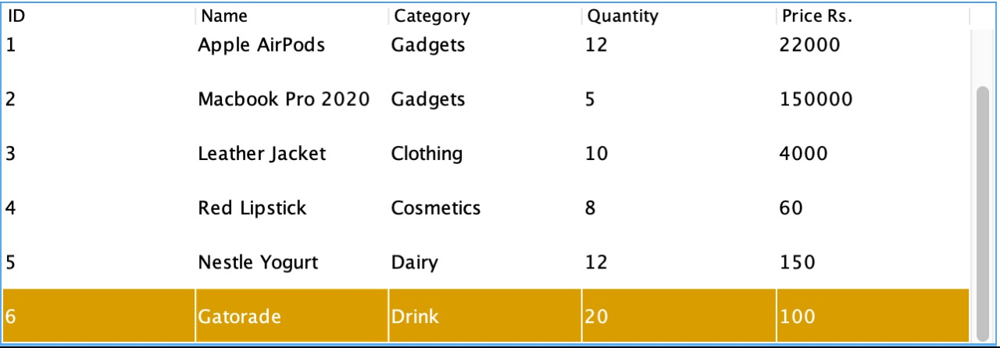 ID Name Category Quantity Price Rs.
1 Apple AirPods Gadgets 12 22000
2 Macbook Pro 2020 Gadgets 5 150000
3 Leather Jacket Clothing 10 4000
4 Red Lipstick Cosmetics 8 60
5 Nestle Yogurt Dairy 12 150
6 Gatorade Drink 20 100